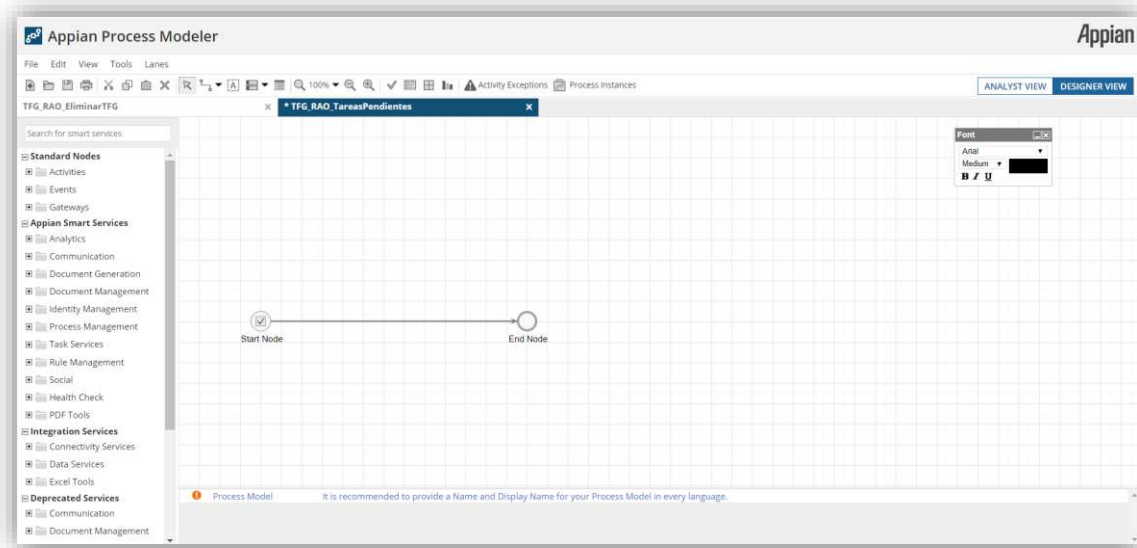 Appian Process Modeler
Appian
File Edit View Tools Lanes
A 100% Activity Exceptions Process Instances ANALYST VIEW DESIGNER VIEW
TFG_RAO_EliminarTFG × * TFG_RAO_TareasPendientes ×
Search for smart services
Standard Nodes
Activities
Events
Gateways
Appian Smart Services
Analytics
Communication
Document Generation
Document Management
Identity Management
Process Management
Task Services
Rule Management
Social
Health Check
PDF Tools
Integration Services
Connectivity Services
Data Services
Excel Tools
Deprecated Services
Communication
Document Management
Start Node End Node
Font
Arial
Medium
B I U
Process Model It is recommended to provide a Name and Display Name for your Process Model in every language.